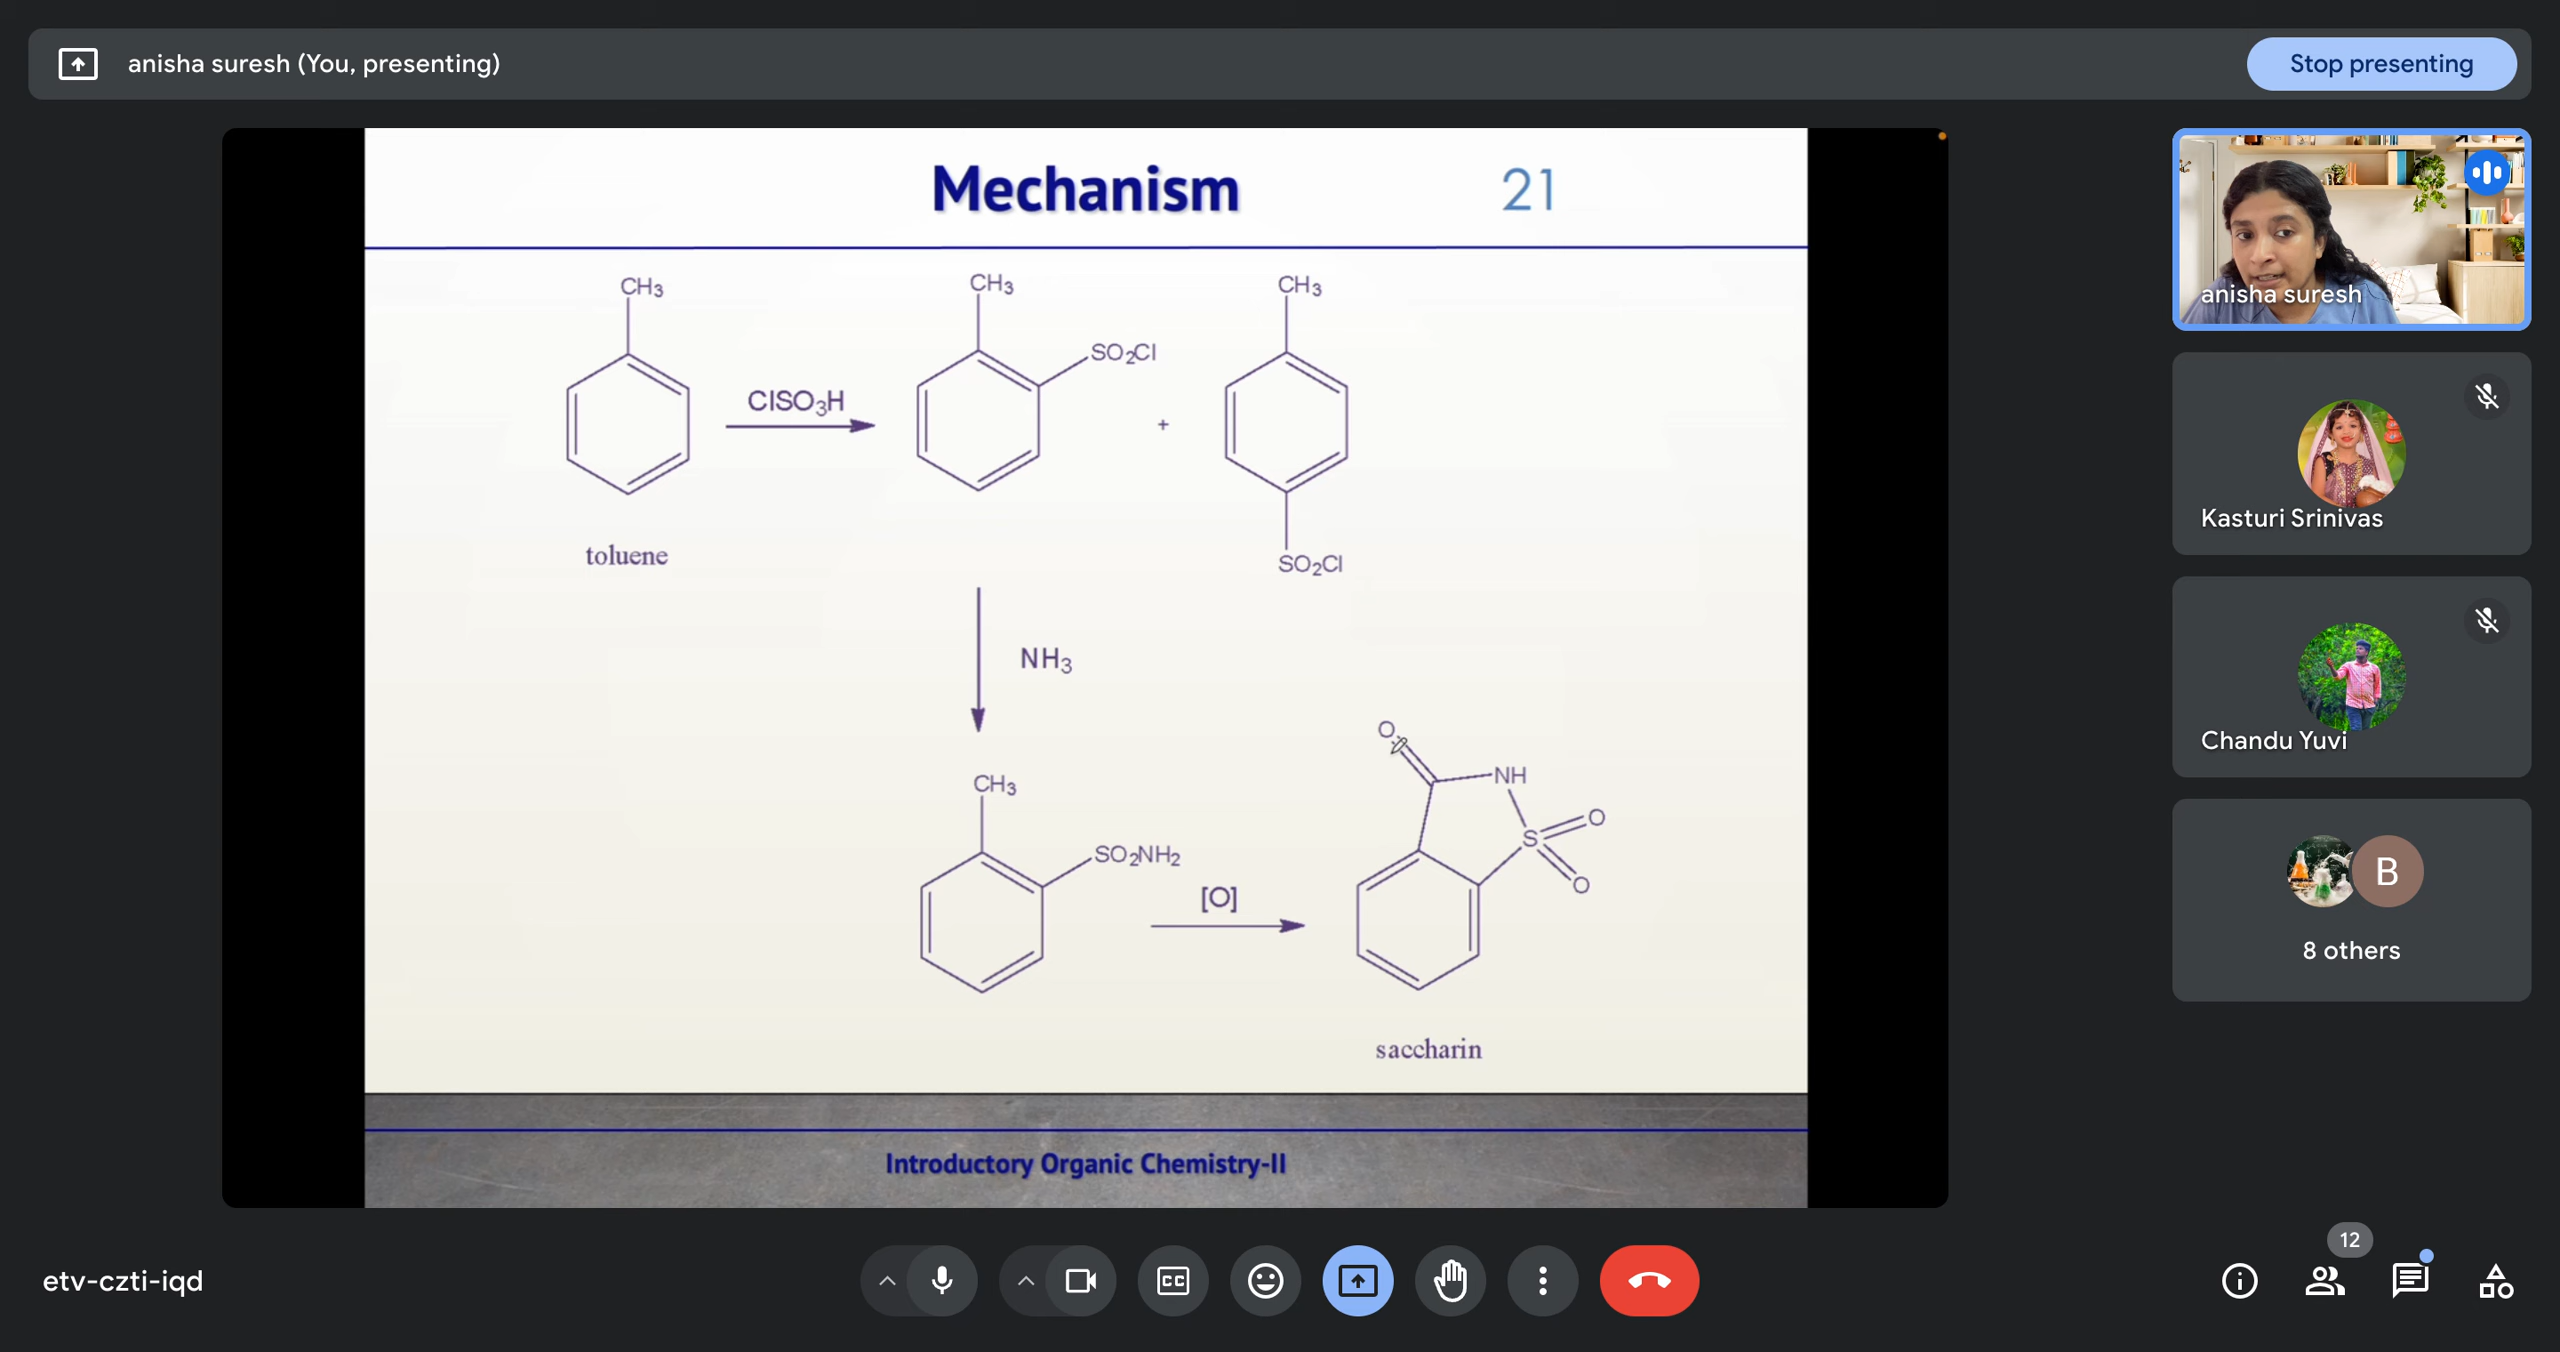 anisha suresh (You, presenting)
Stop presenting
Mechanism
21
CH3
CH3
CH3
SO2Cl
ClSO3H
+
toluene
SO2Cl
NH3
O
NH
CH3
O
S
SO2NH2
O
[O]
saccharin
Introductory Organic Chemistry-II
anisha suresh
Kasturi Srinivas
Chandu Yuvi
B
8 others
etv-czti-iqd
CC
12